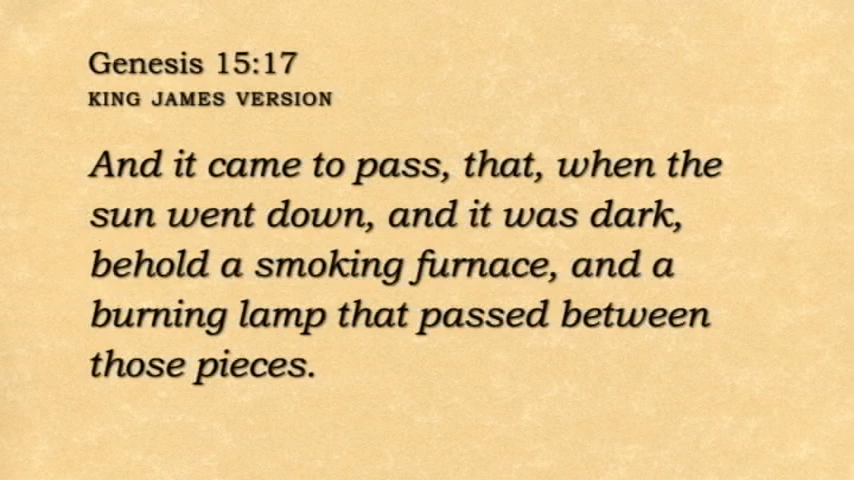 Genesis 15:17
KING JAMES VERSION
And it came to pass, that, when the
sun went down, and it was dark,
behold a smoking furnace, and a
burning lamp that passed between
those pieces.